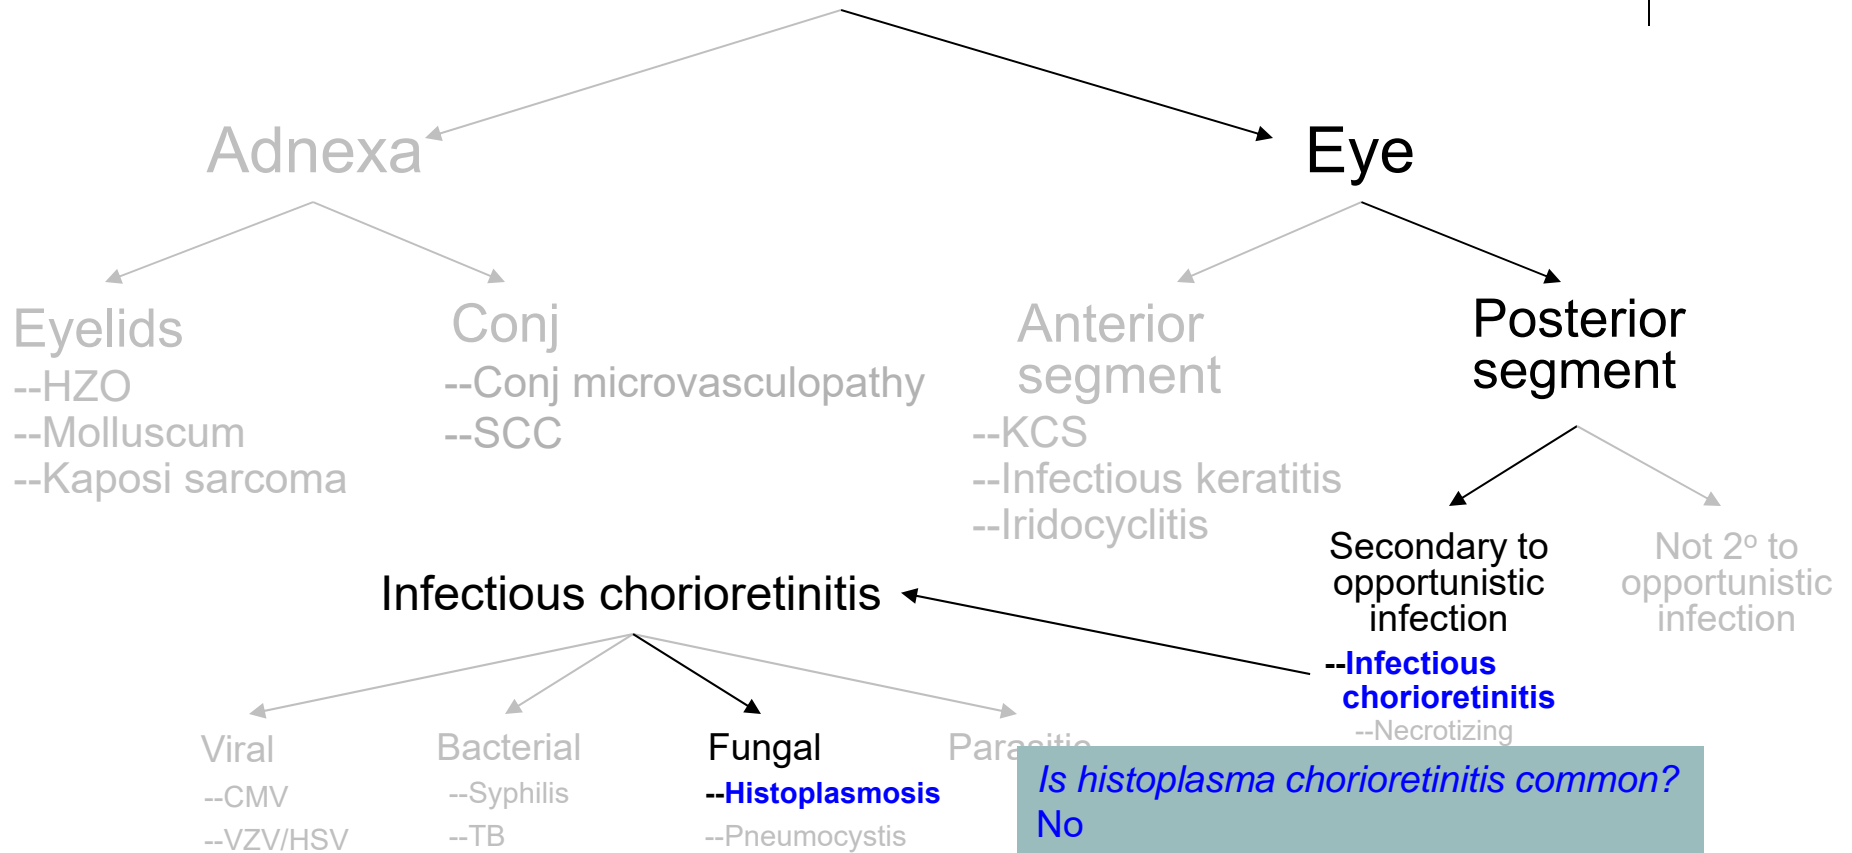 Adnexa
Eye
Eyelids
--HZO
--Molluscum
--Kaposi sarcoma
Conj
--Conj microvasculopathy
--SCC
Anterior
segment
--KCS
--Infectious keratitis
--Iridocyclitis
Posterior
segment
Secondary to
opportunistic
infection
--Infectious
chorioretinitis
--Necrotizing
Not 2º to
opportunistic
infection
Infectious chorioretinitis
Viral
--CMV
--VZV/HSV
Bacterial
--Syphilis
--TB
Fungal
--Histoplasmosis
--Pneumocystis
Parasitic
Is histoplasma chorioretinitis common?
No